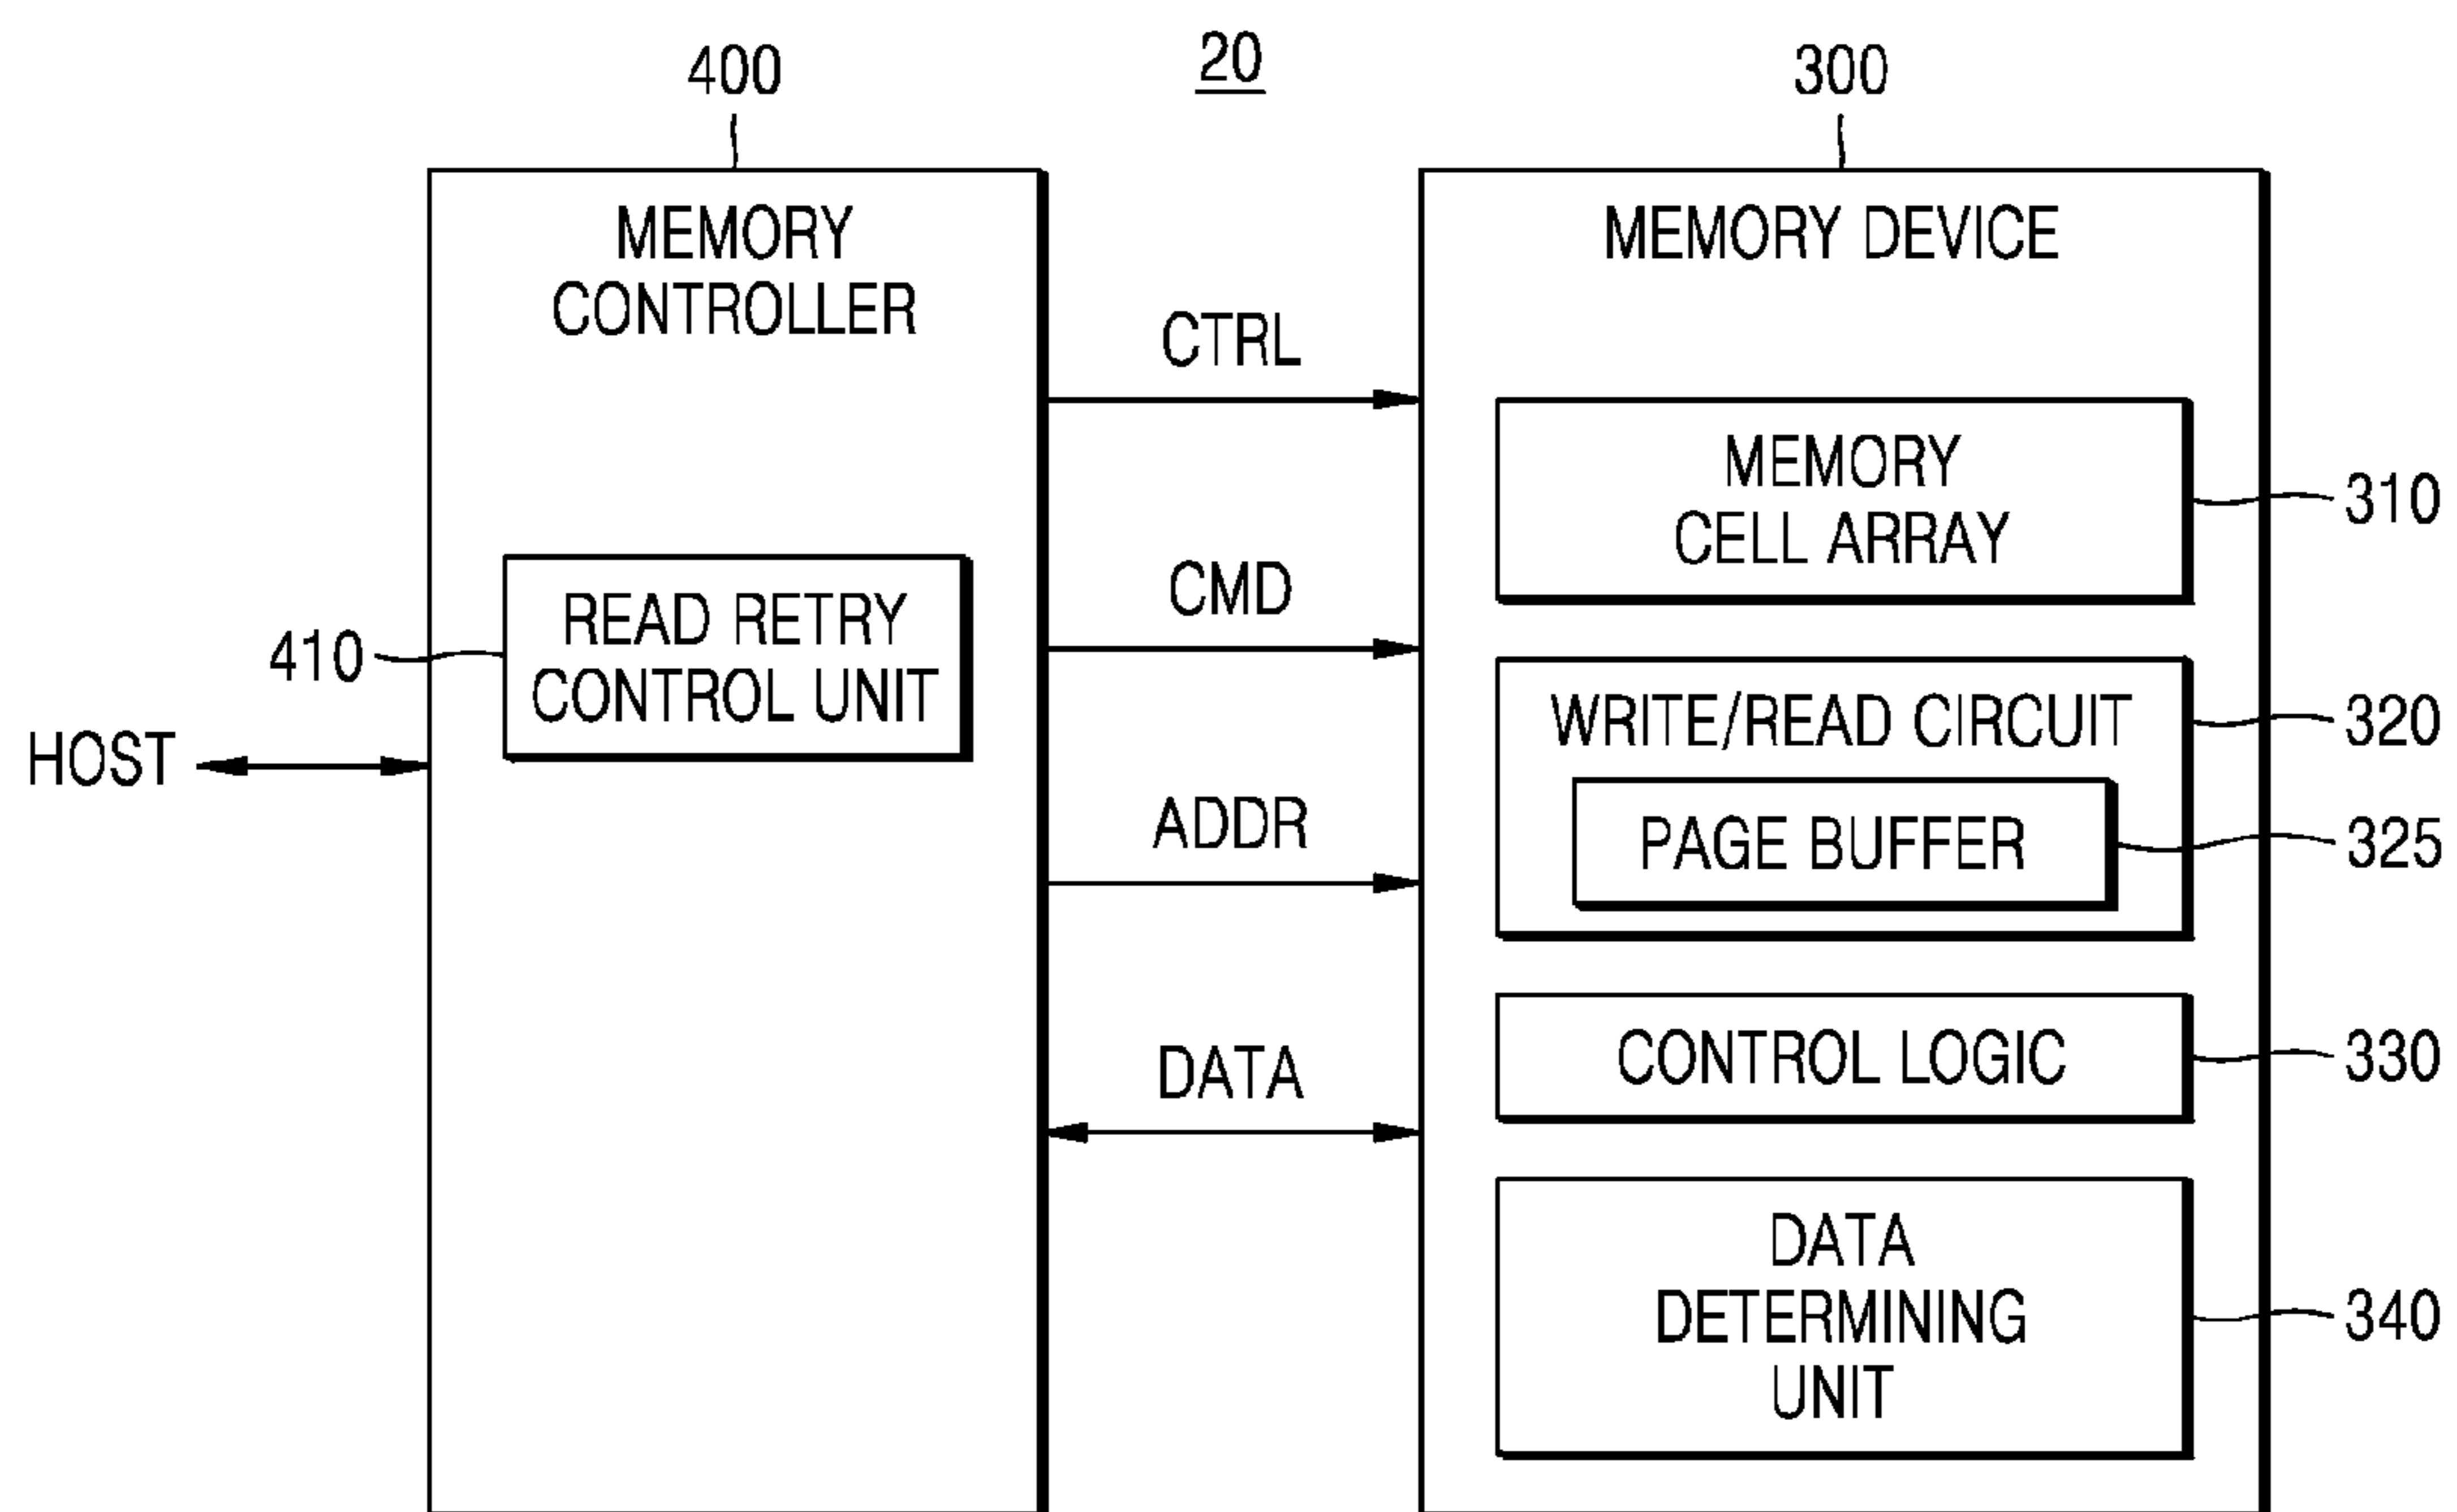 20
400
300
MEMORY
CONTROLLER
MEMORY DEVICE
CTRL
MEMORY
CELL ARRAY
310
CMD
READ RETRY
CONTROL UNIT
410
WRITE/READ CIRCUIT
320
HOST
ADDR
PAGE BUFFER
325
CONTROL LOGIC
330
DATA
DATA
DETERMINING
UNIT
340